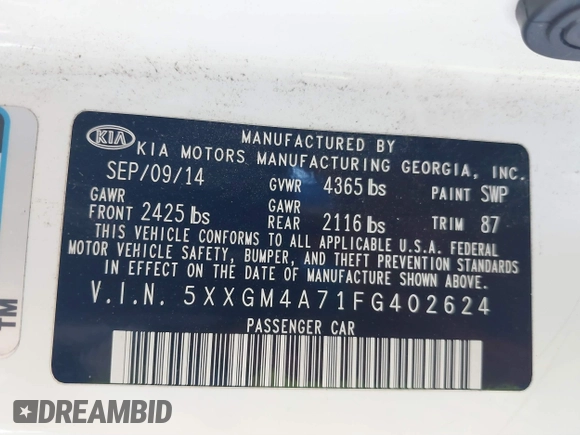 KIA
MANUFACTURED BY
KIA MOTORS MANUFACTURING GEORGIA, INC.
SEP/09/14 GVWR 4365 lbs PAINT SWP
GAWR FRONT 2425 lbs GAWR REAR 2116 lbs TRIM 87
THIS VEHICLE CONFORMS TO ALL APPLICABLE U.S.A. FEDERAL
MOTOR VEHICLE SAFETY, BUMPER, AND THEFT PREVENTION STANDARDS
IN EFFECT ON THE DATE OF MANUFACTURE SHOWN ABOVE.
V.I.N. 5XXGM4A71FG402624
PASSENGER CAR
TM
DREAMBID